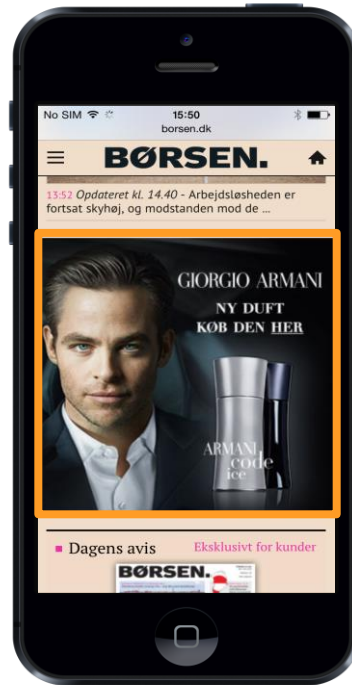 No SIM 15:50
borsen.dk
BØRSEN.
13:52 Opdateret kl. 14.40 - Arbejdsløsheden er
fortsat skyhøj, og modstanden mod de ...
GIORGIO ARMANI
NY DUFT
KØB DEN HER
ARMANI
code
ice
Dagens avis Eksklusivt for kunder
BØRSEN.